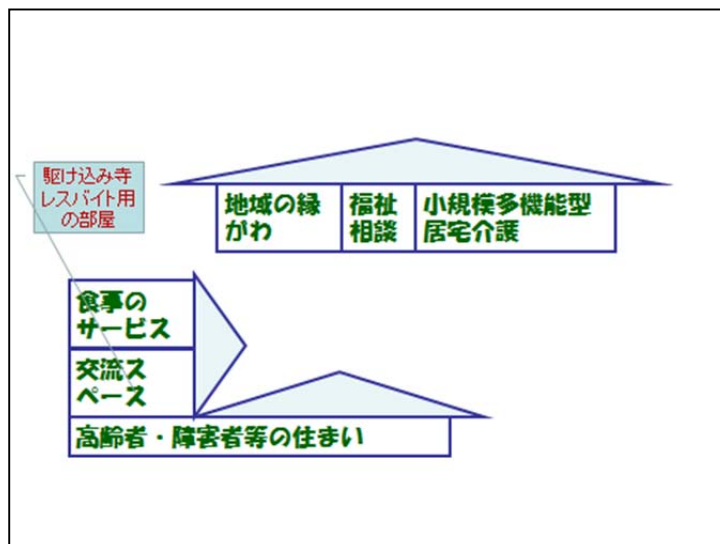 駆け込み寺
レスパイト用
の部屋
地域の縁
がわ
福祉
相談
小規模多機能型
居宅介護
食事の
サービス
交流ス
ペース
高齢者・障害者等の住まい